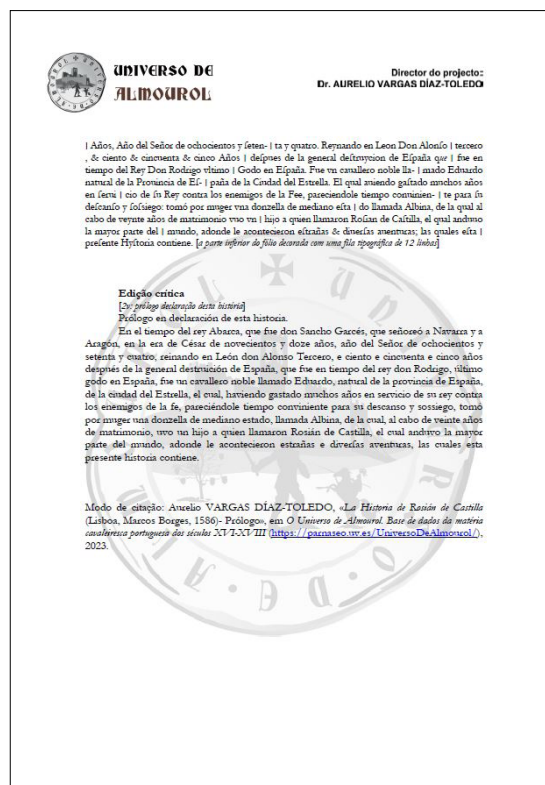 UNIVERSO DE
ALMOUROL
Director do projecto::
Dr. AURELIO VARGAS DÍAZ-TOLEDO
| Años, Año del Señor de ochocientos y ſeten- | ta y quatro. Reynando en Leon Don Alonſo | tercero
, & ciento & cincuenta & cinco Años | deſpues de la general deſtruycion de Eſpaña que | fue en
tiempo del Rey Don Rodrigo vltimo | Godo en Eſpaña. Fue vn cauallero noble lla- | mado Eduardo
natural de la Prouincia de Eſ- | paña de la Ciudad del Estrella. El qual auiendo gaſtado muchos años
en ſerui | cio de ſu Rey contra los enemigos de la Fee, pareciendole tiempo conuinien- | te para ſu
deſcanſo y ſoſsiego: tomó por muger vna donzella de mediano eſta | do llamada Albina, de la qual al
cabo de veynte años de matrimonio vuo vn | hijo a quien llamaron Roſian de Caſtilla, el qual anduuo
la mayor parte del | mundo, adonde le acontecieron eſtrañas & diuerſas aventuras; las quales eſta |
preſente Hyſtoria contiene. [a parte inferior do fólio decorada com uma fila tipográfica de 12 linhas]
Edição crítica
[2v: prólogo declaração desta história]
Prólogo en declaración de esta historia.
En el tiempo del rey Abarca, que fue don Sancho Garcés, que señoreó a Navarra y a
Aragón, en la era de César de novecientos y doze años, año del Señor de ochocientos y
setenta y cuatro, reinando en León don Alonso Tercero, e ciento e cincuenta e cinco años
después de la general destruición de España, que fue en tiempo del rey don Rodrigo, último
godo en España, fue un cavallero noble llamado Eduardo, natural de la provincia de España,
de la ciudad del Estrella, el cual, haviendo gastado muchos años en servicio de su rey contra
los enemigos de la fe, pareciéndole tiempo conviniente para su descanso y sossiego, tomó
por muger una donzella de mediano estado, llamada Albina, de la cual, al cabo de veinte años
de matrimonio, uvo un hijo a quien llamaron Rosián de Castilla, el cual anduvo la mayor
parte del mundo, adonde le acontecieron estrañas e diverſas aventuras, las cuales esta
presente historia contiene.
Modo de citação: Aurelio VARGAS DÍAZ-TOLEDO, «La Historia de Rosián de Castilla
(Lisboa, Marcos Borges, 1586)- Prólogo», em O Universo de Almourol. Base de dados da matéria
cavaleiresca portuguesa dos séculos XVI-XVIII (https://parnaseo.uv.es/UniversoDeAlmourol/),
2023.